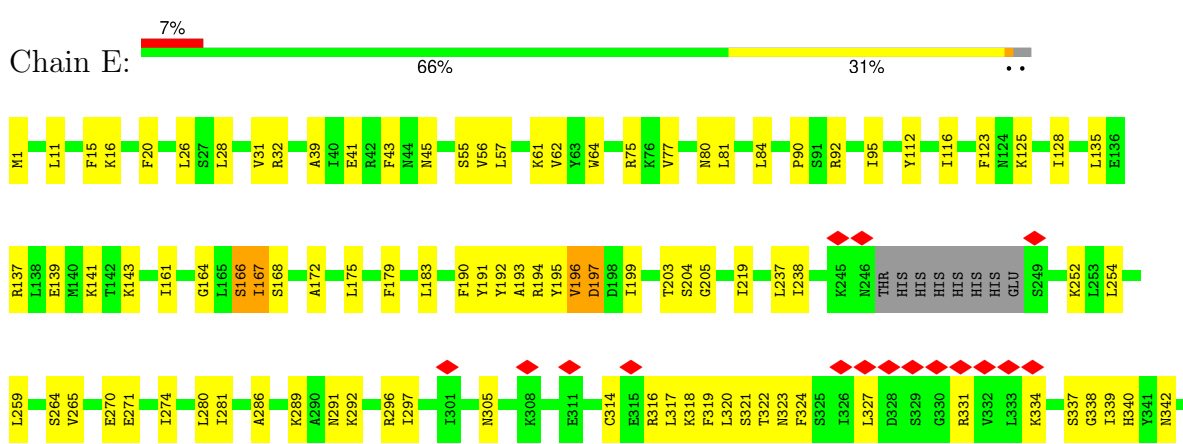 7%
Chain E:
66% 31% • •
M1 L11 F15 K16 F20 L26 S27 L28 V31 R32 A39 I40 E41 R42 F43 N44 N45 S55 V56 L57 K61 V62 Y63 W64 R75 K76 V77 N80 L81 L84 P90 S91 R92 I95 Y112 I116 F123 N124 K125 I128 L135 E136
R137 L138 E139 M140 K141 T142 K143 I161 G164 L165 S166 I167 S168 A172 L175 F179 L183 F190 Y191 Y192 A193 R194 Y195 V196 D197 D198 I199 T203 S204 G205 I219 L237 I238 K245 N246 THR HIS HIS HIS HIS HIS HIS GLU S249 K252 L253 L254
L259 S264 V265 E270 E271 I274 L280 I281 A286 K289 A290 N291 K292 R296 I297 I301 N305 K308 E311 C314 E315 R316 L317 K318 F319 L320 S321 T322 N323 F324 S325 I326 L327 D328 S329 G330 R331 V332 L333 K334 S337 G338 I339 H340 Y341 N342